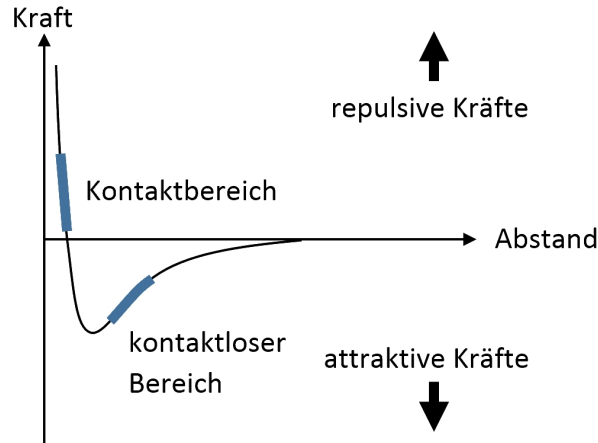 Kraft
repulsive Kräfte
Kontaktbereich
Abstand
kontaktloser
Bereich
attraktive Kräfte